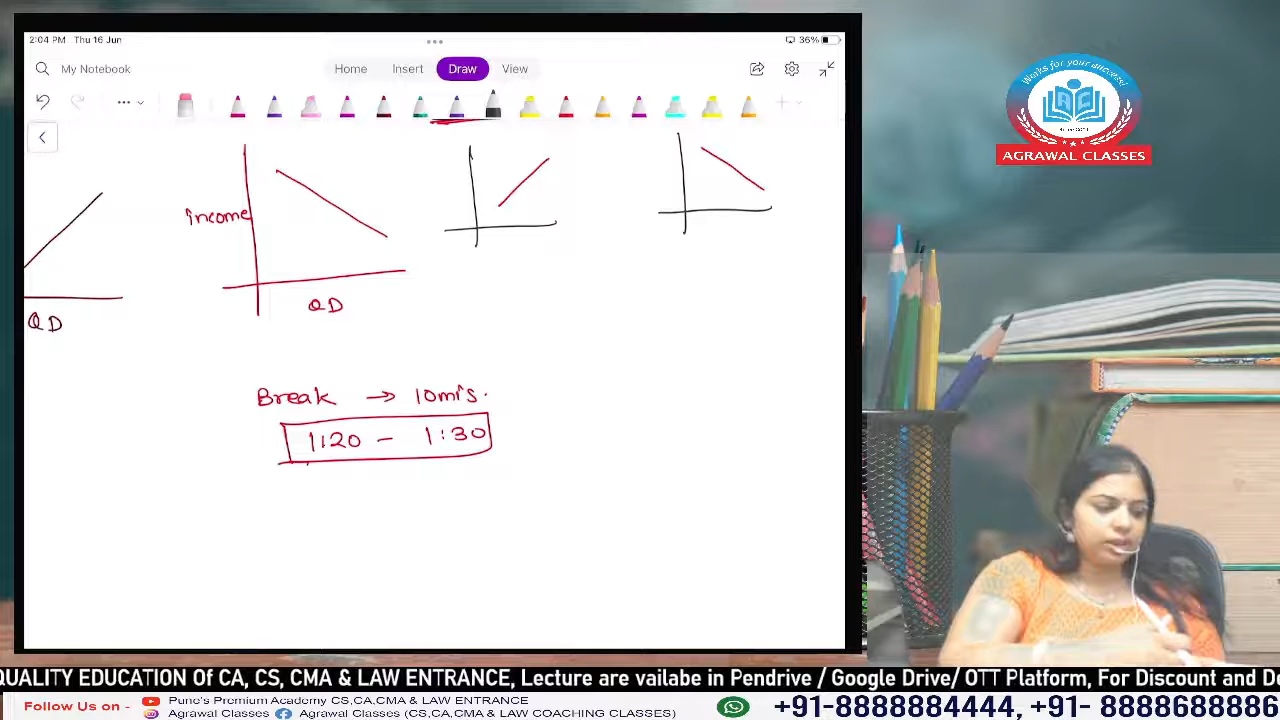 2:04 PM Thu 16 Jun
36%
My Notebook
Home Insert Draw View
Income
QD
QD
Break → 10mis.
1:20 – 1:30
Works for your success!
AC
AGRAWAL CLASSES
QUALITY EDUCATION Of CA, CS, CMA & LAW ENTRANCE, Lecture are vailabe in Pendrive / Google Drive/ OTT Platform, For Discount and De
Follow Us on -
Pune's Premium Academy CS,CA,CMA & LAW ENTRANCE
Agrawal Classes
Agrawal Classes (CS,CA,CMA & LAW COACHING CLASSES)
+91-8888884444, +91- 8888688886